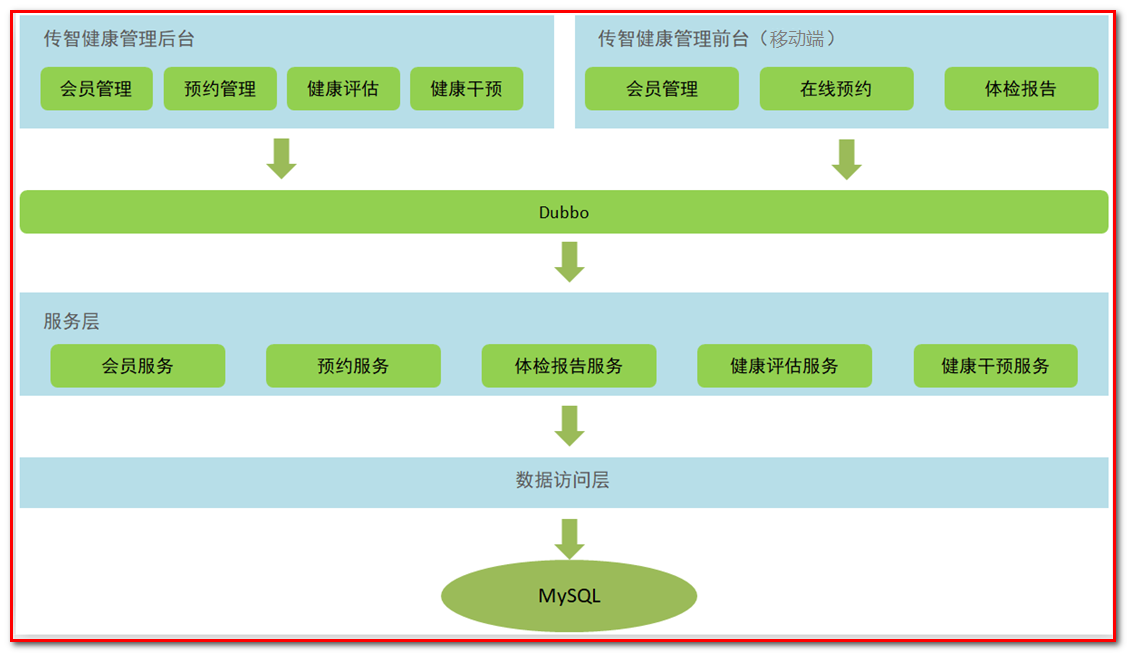 传智健康管理后台
会员管理 预约管理 健康评估 健康干预
传智健康管理前台（移动端）
会员管理 在线预约 体检报告
Dubbo
服务层
会员服务 预约服务 体检报告服务 健康评估服务 健康干预服务
数据访问层
MySQL